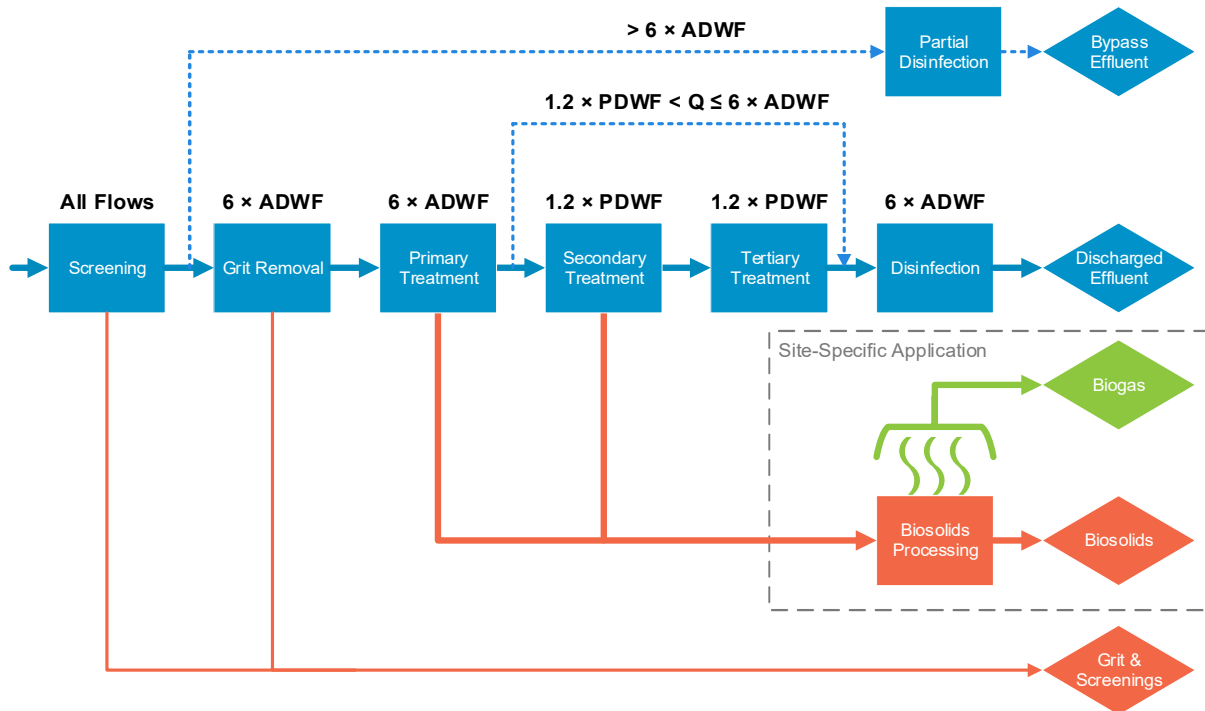 > 6 × ADWF
Partial
Disinfection
Bypass
Effluent
1.2 × PDWF < Q ≤ 6 × ADWF
All Flows
6 × ADWF
6 × ADWF
1.2 × PDWF
1.2 × PDWF
6 × ADWF
Screening
Grit Removal
Primary
Treatment
Secondary
Treatment
Tertiary
Treatment
Disinfection
Discharged
Effluent
Site-Specific Application
Biogas
Biosolids
Processing
Biosolids
Grit &
Screenings